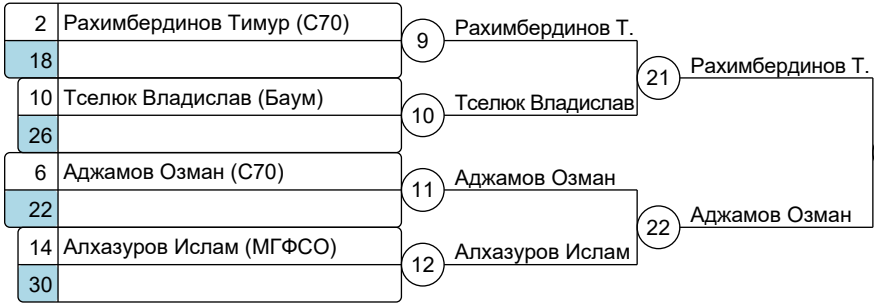 2 Рахимбердинов Тимур (С70)
18
9 Рахимбердинов Т.
10 Тселюк Владислав (Баум)
26
10 Тселюк Владислав
21 Рахимбердинов Т.
6 Аджамов Озман (С70)
22
11 Аджамов Озман
14 Алхазуров Ислам (МГФСО)
30
12 Алхазуров Ислам
22 Аджамов Озман